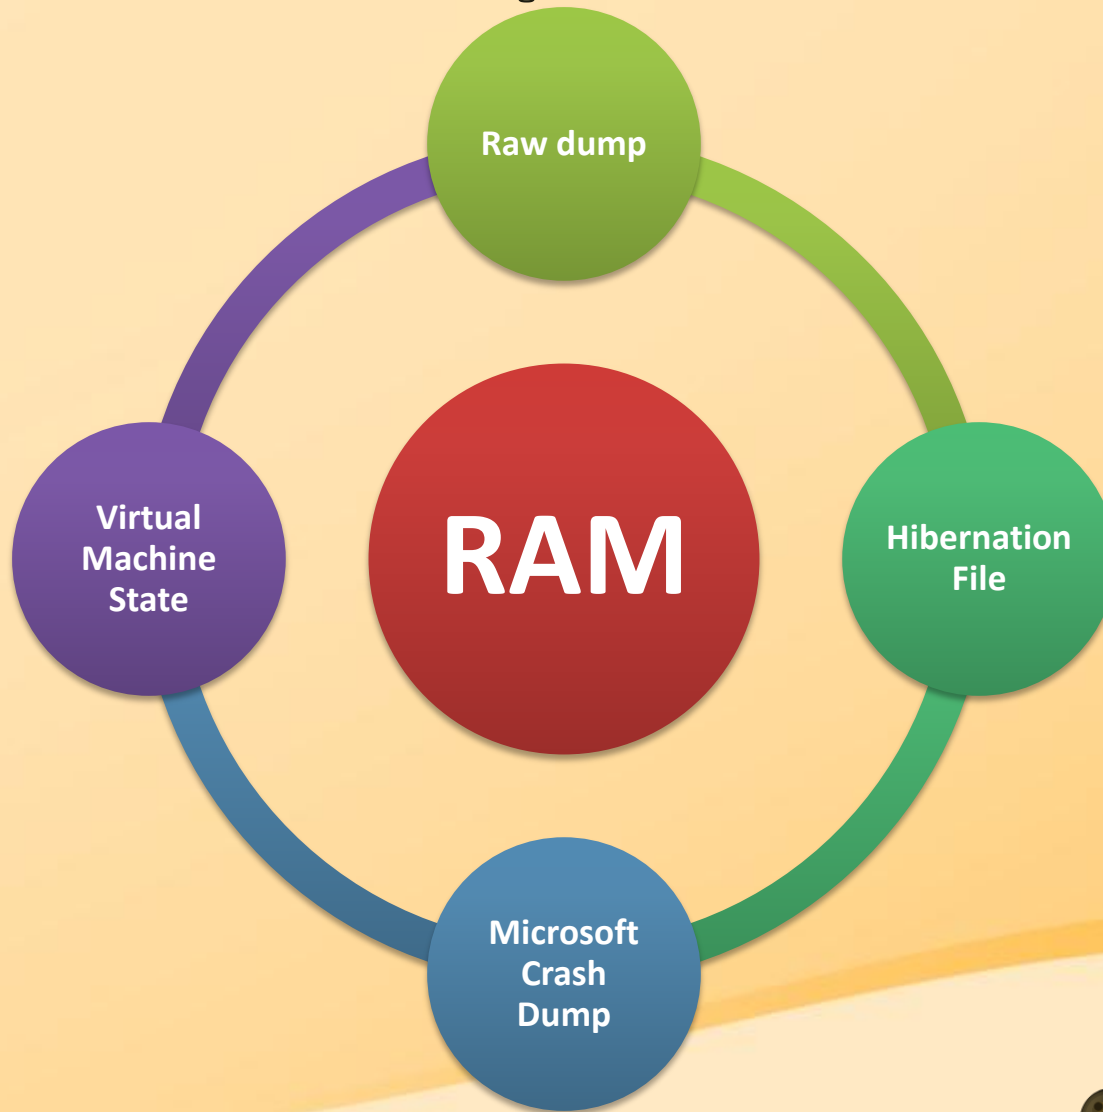 Raw dump
Virtual
Machine
State
RAM
Hibernation
File
Microsoft
Crash
Dump